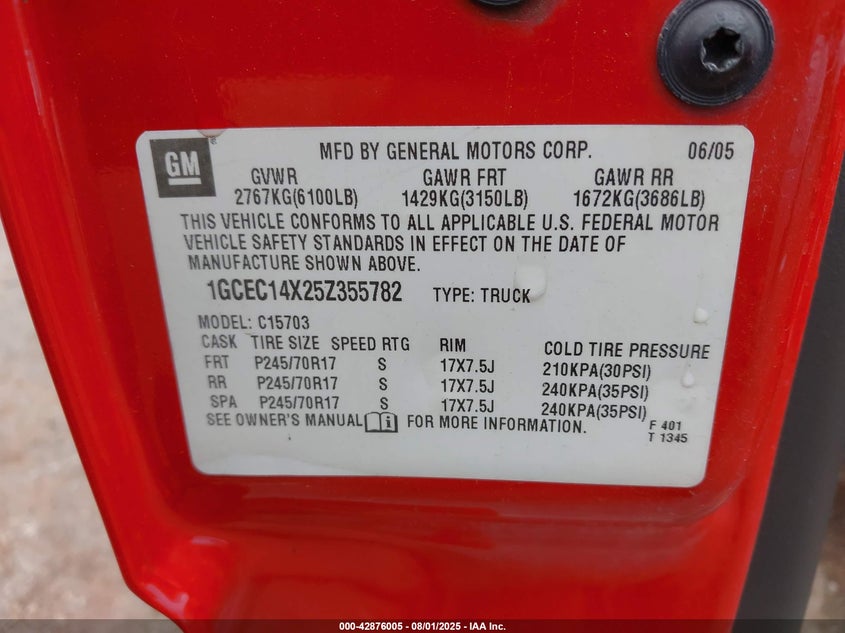 GM
MFD BY GENERAL MOTORS CORP. 06/05
GVWR GAWR FRT GAWR RR
2767KG(6100LB) 1429KG(3150LB) 1672KG(3686LB)
THIS VEHICLE CONFORMS TO ALL APPLICABLE U.S. FEDERAL MOTOR
VEHICLE SAFETY STANDARDS IN EFFECT ON THE DATE OF
MANUFACTURE SHOWN ABOVE.
1GCEC14X25Z355782 TYPE: TRUCK
MODEL: C15703
CASK TIRE SIZE SPEED RTG RIM COLD TIRE PRESSURE
FRT P245/70R17 S 17X7.5J 210KPA(30PSI)
RR P245/70R17 S 17X7.5J 240KPA(35PSI)
SPA P245/70R17 S 17X7.5J 240KPA(35PSI)
SEE OWNER'S MANUAL i FOR MORE INFORMATION.
F 401
T 1345
000-42876005 - 08/01/2025 - IAA Inc.